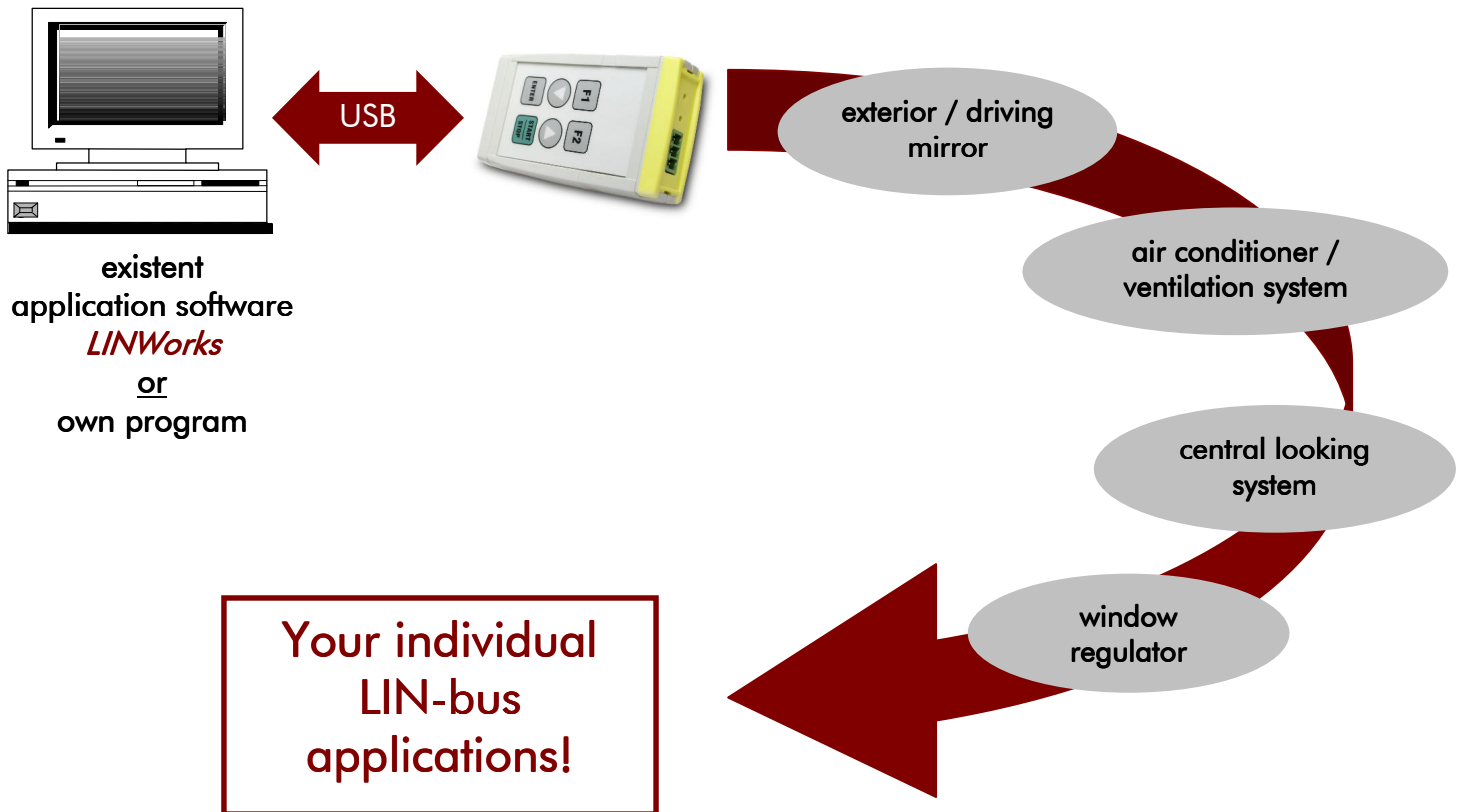 USB
ENTER
F1
START
STOP
F2
existent
application software
LINWorks
or
own program
exterior / driving
mirror
air conditioner /
ventilation system
central looking
system
window
regulator
Your individual
LIN-bus
applications!